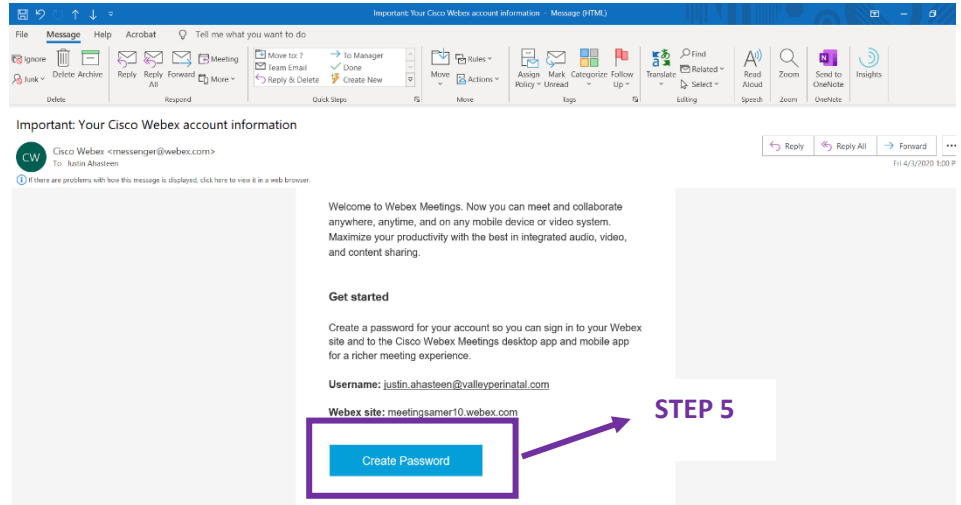 Important: Your Cisco Webex account information - Message (HTML)
File Message Help Acrobat Tell me what you want to do
Ignore
Junk
Delete Archive
Reply Reply All Forward
Meeting
More
Move to: ?
Team Email
Reply & Delete
To Manager
Done
Create New
Move
Rules
Actions
Assign Policy Mark Unread Categorize Follow Up
Translate
Find
Related
Select
Read Aloud
Zoom
Send to OneNote
Insights
Delete Respond Quick Steps Move Tags Editing Speech Zoom OneNote
Important: Your Cisco Webex account information
CW
Cisco Webex <messenger@webex.com>
To Justin Ahasteen
Reply Reply All Forward
Fri 4/3/2020 1:00 P
If there are problems with how this message is displayed, click here to view it in a web browser.
Welcome to Webex Meetings. Now you can meet and collaborate
anywhere, anytime, and on any mobile device or video system.
Maximize your productivity with the best in integrated audio, video,
and content sharing.
Get started
Create a password for your account so you can sign in to your Webex
site and to the Cisco Webex Meetings desktop app and mobile app
for a richer meeting experience.
Username: justin.ahasteen@valleyperinatal.com
Webex site: meetingsamer10.webex.com
STEP 5
Create Password